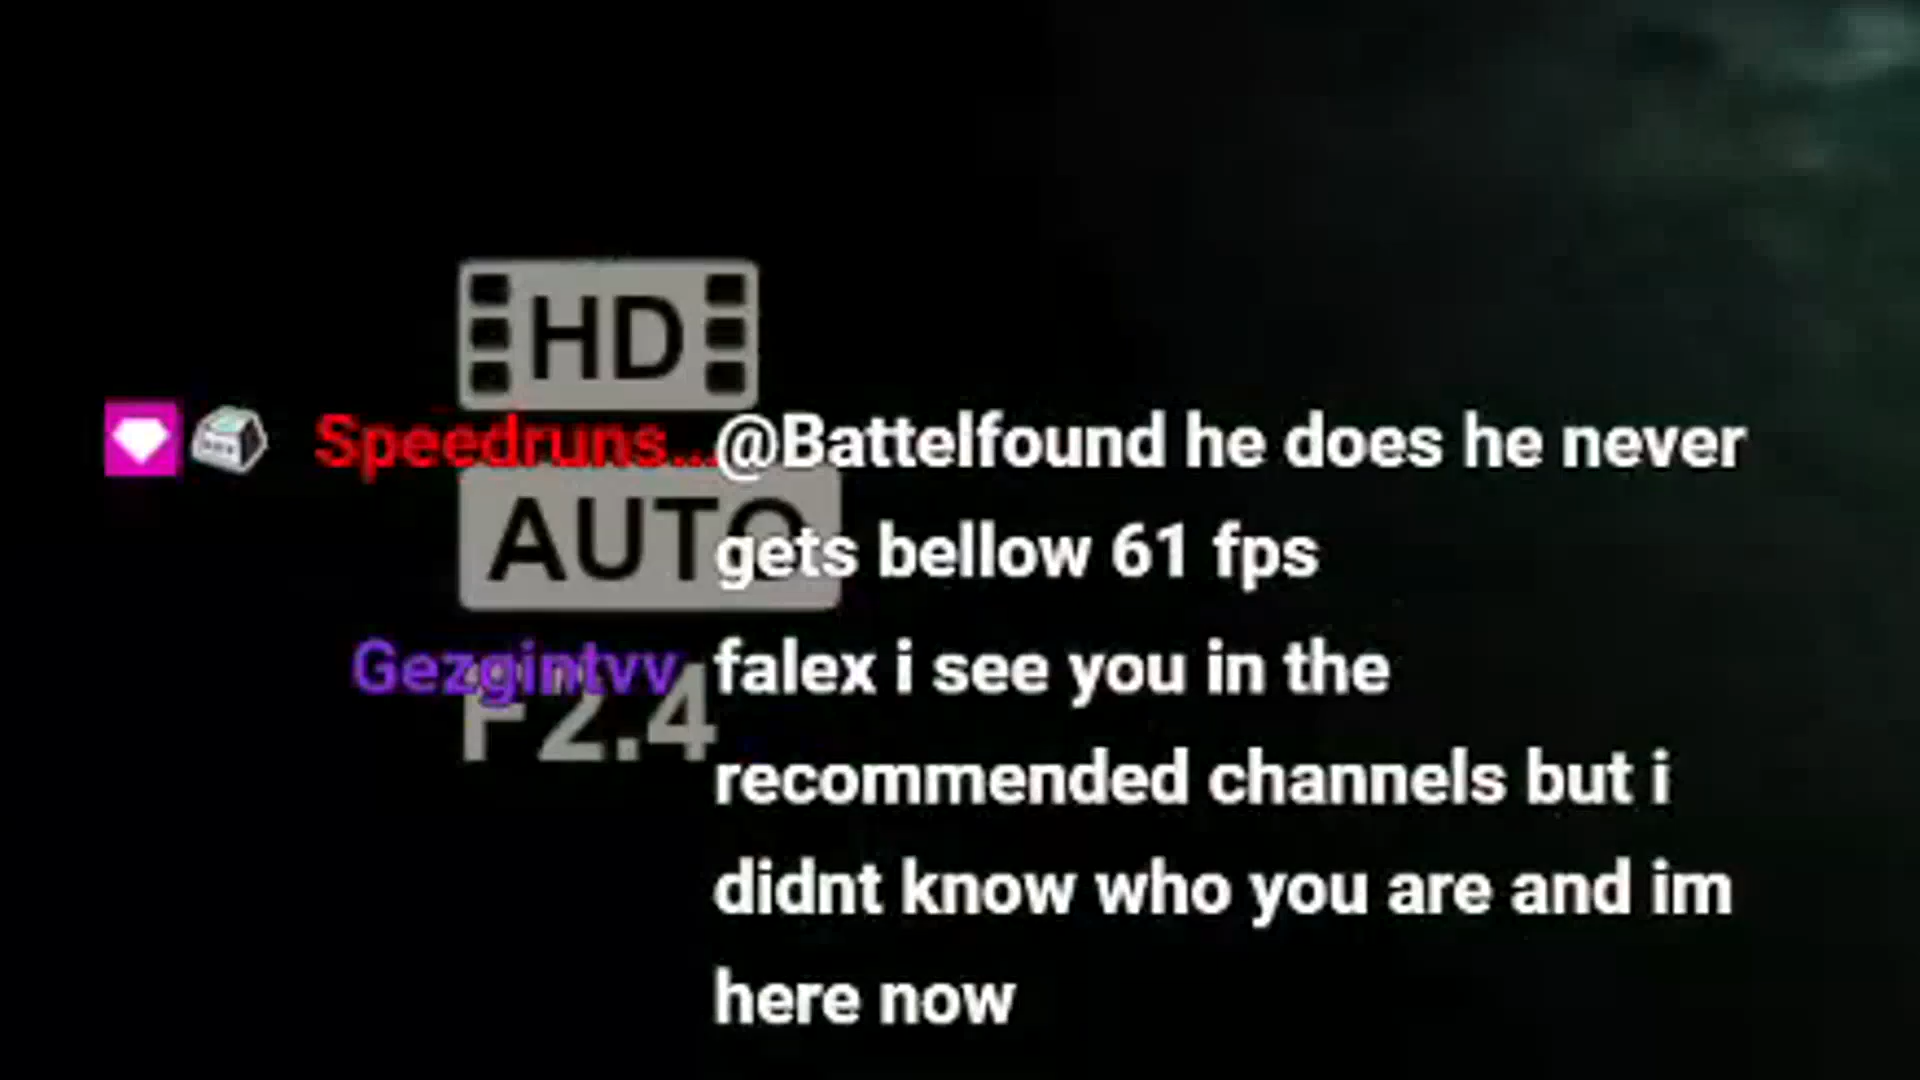 HD
Speedruns... @Battelfound he does he never
AUTO
gets bellow 61 fps
Gezgintvv falex i see you in the
F2.4
recommended channels but i
didnt know who you are and im
here now